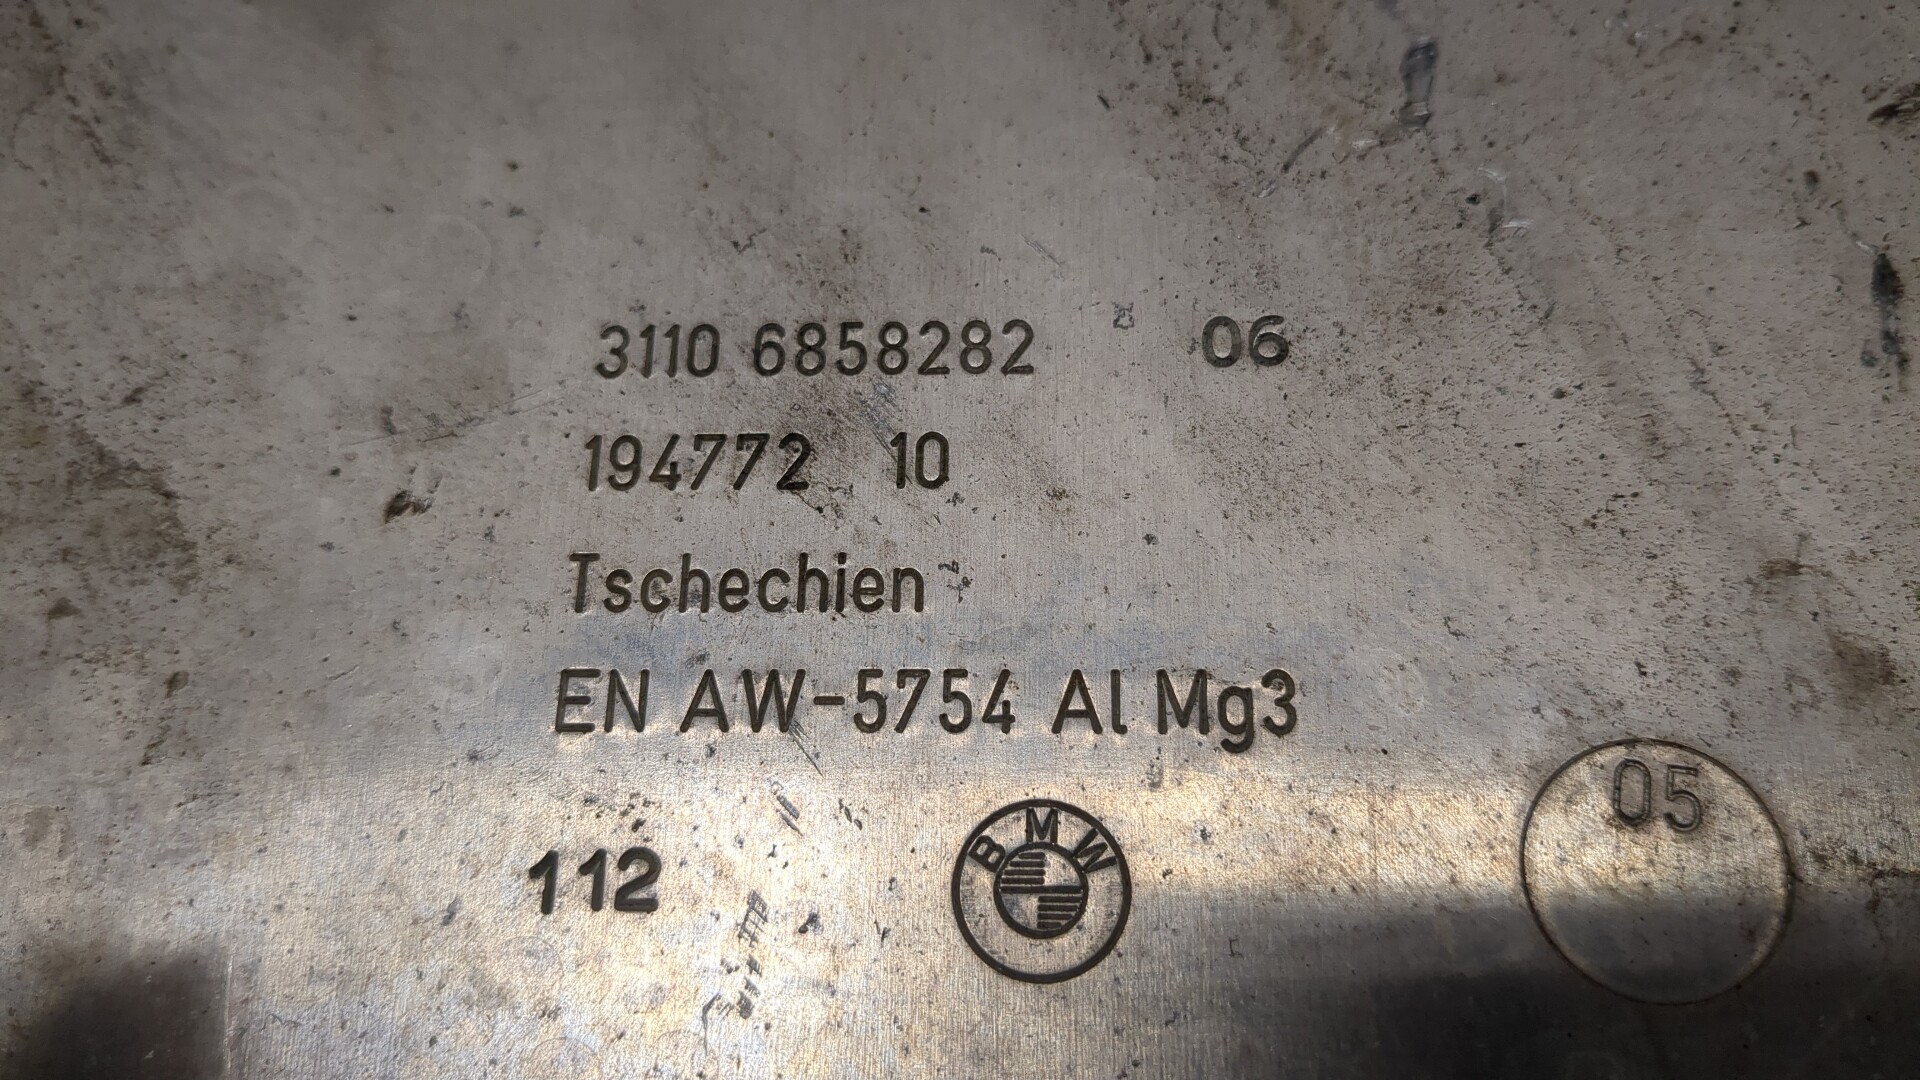 3110 6858282 06
194772 10
Tschechien
EN AW-5754 Al Mg3
05
112
BMW